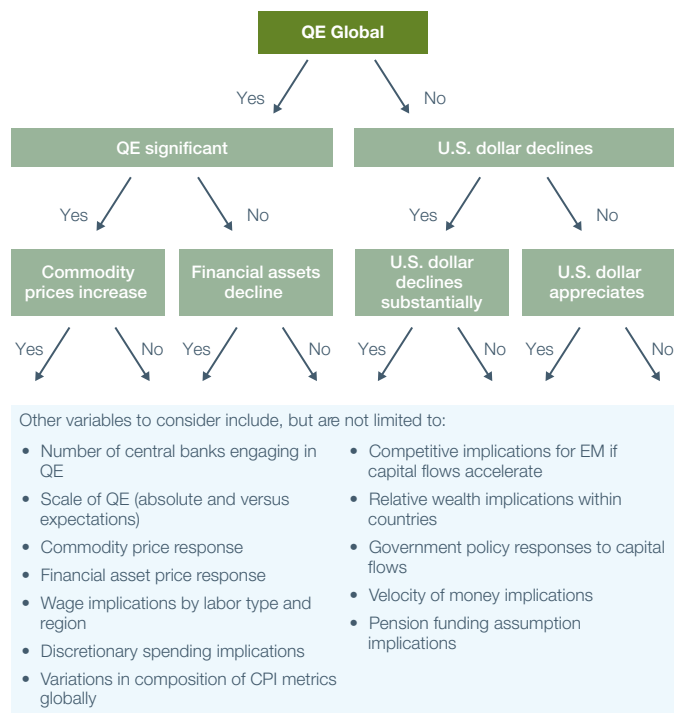 QE Global
Yes
No
QE significant
U.S. dollar declines
Yes
No
Yes
No
Commodity
prices increase
Financial assets
decline
U.S. dollar
declines
substantially
U.S. dollar
appreciates
Yes
No
Yes
No
Yes
No
Yes
No
Other variables to consider include, but are not limited to:
• Number of central banks engaging in
QE
• Scale of QE (absolute and versus
expectations)
• Commodity price response
• Financial asset price response
• Wage implications by labor type and
region
• Discretionary spending implications
• Variations in composition of CPI metrics
globally
• Competitive implications for EM if
capital flows accelerate
• Relative wealth implications within
countries
• Government policy responses to capital
flows
• Velocity of money implications
• Pension funding assumption
implications